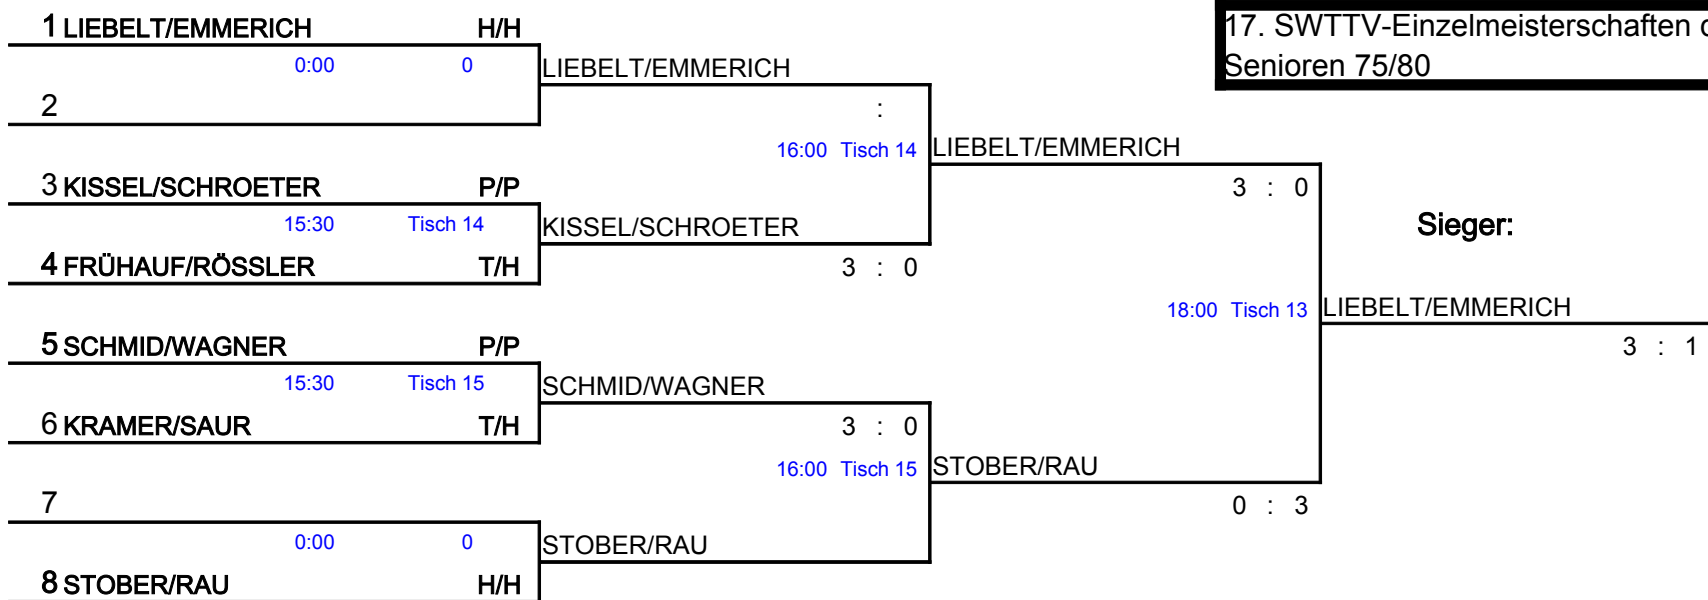 1 LIEBELT/EMMERICH H/H
17. SWTTV-Einzelmeisterschaften
Senioren 75/80
0:00 0 LIEBELT/EMMERICH
2 :
16:00 Tisch 14 LIEBELT/EMMERICH
3 KISSEL/SCHROETER P/P 3 : 0
15:30 Tisch 14 KISSEL/SCHROETER Sieger:
4 FRÜHAUF/RÖSSLER T/H 3 : 0
18:00 Tisch 13 LIEBELT/EMMERICH
5 SCHMID/WAGNER P/P 3 : 1
15:30 Tisch 15 SCHMID/WAGNER
6 KRAMER/SAUR T/H 3 : 0
16:00 Tisch 15 STOBER/RAU
7 0 : 3
0:00 0 STOBER/RAU
8 STOBER/RAU H/H